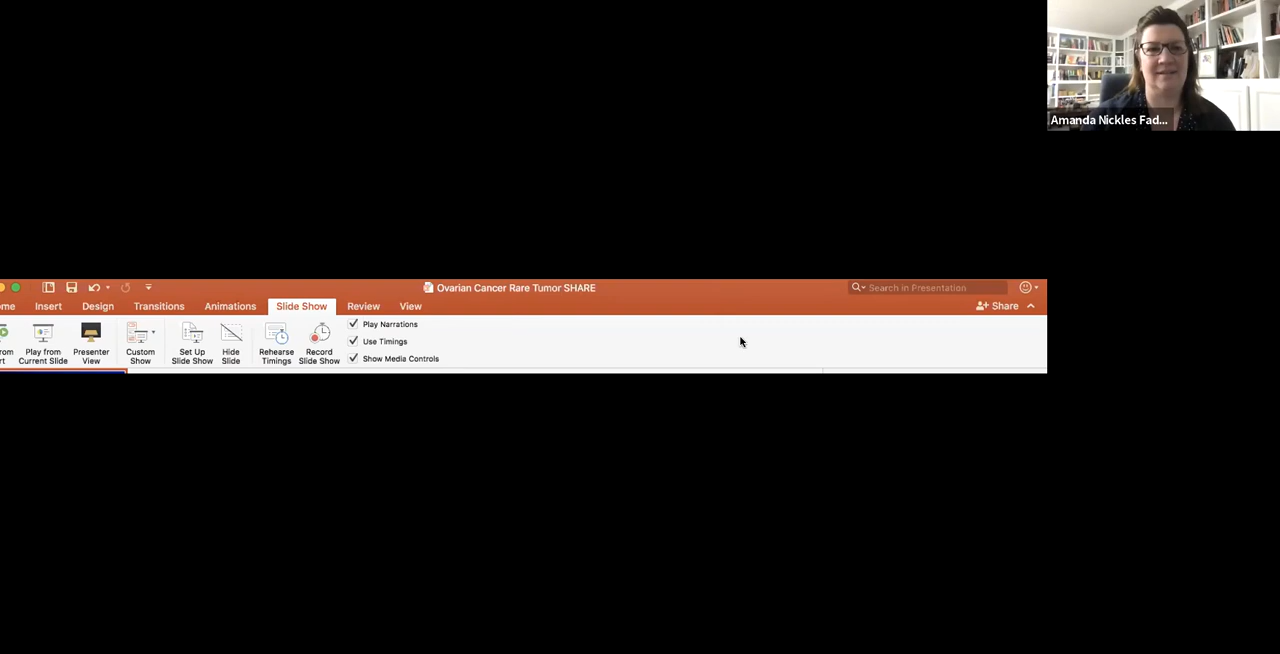 Amanda Nickles Fad...
Ovarian Cancer Rare Tumor SHARE
Search in Presentation
ome Insert Design Transitions Animations Slide Show Review View
Share
Play from
Current Slide
Presenter
View
Custom
Show
Set Up
Slide Show
Hide
Slide
Rehearse
Timings
Record
Slide Show
Play Narrations
Use Timings
Show Media Controls